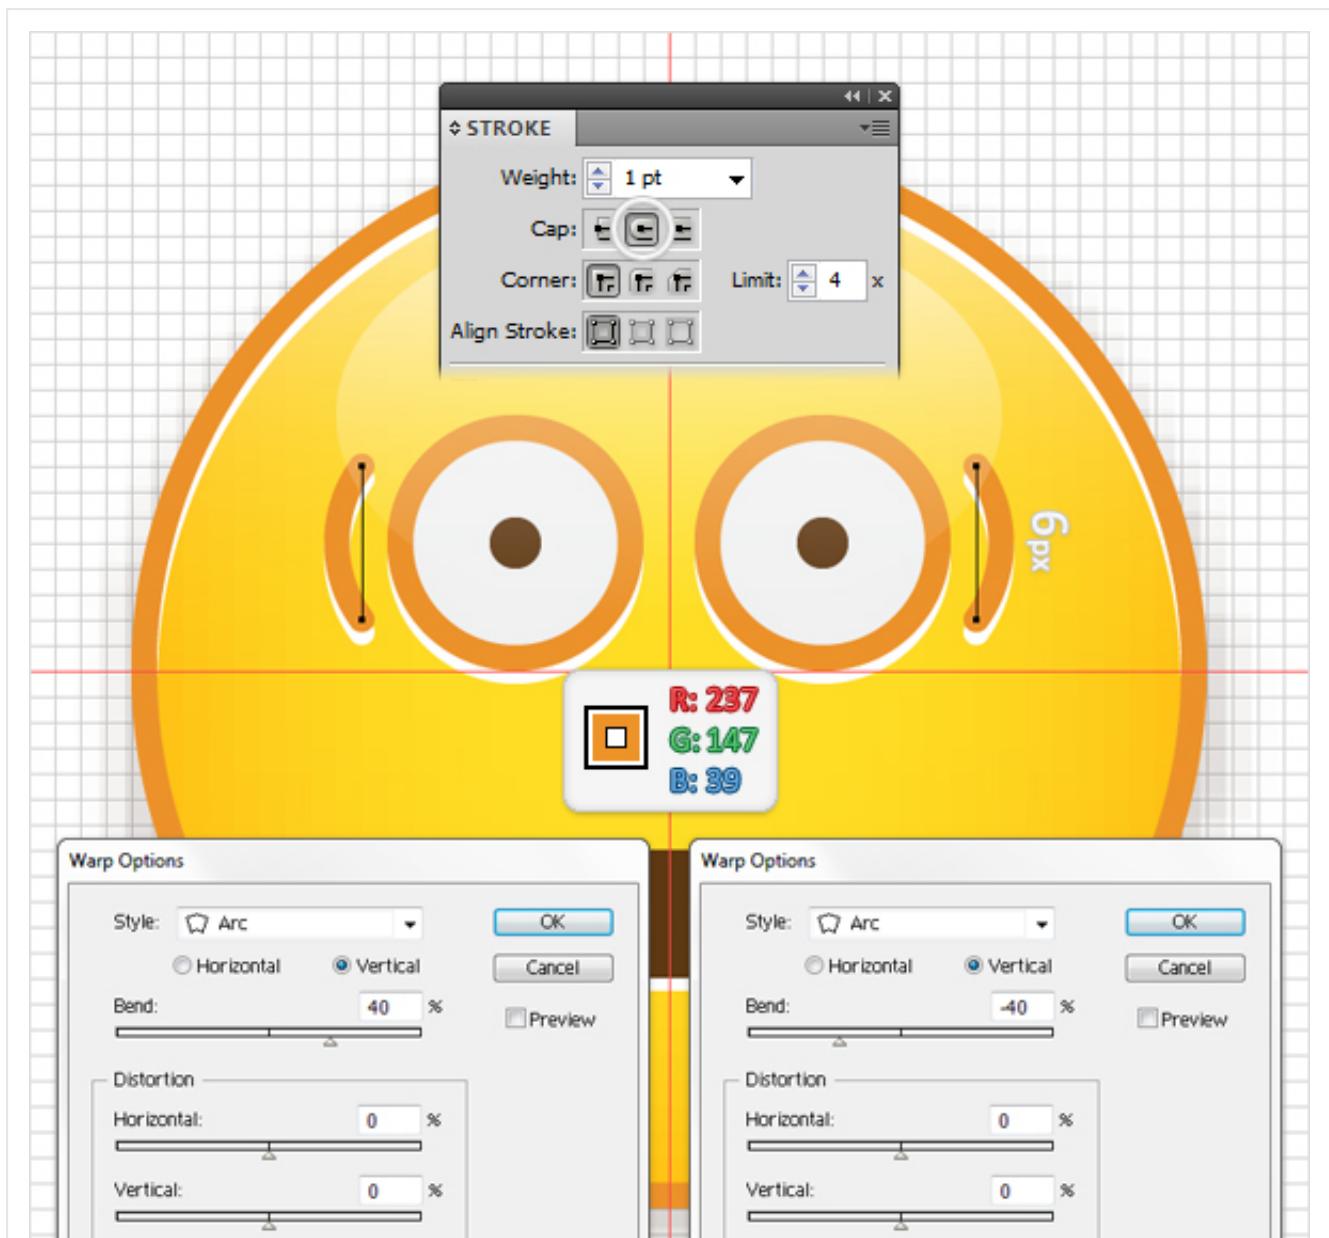 STROKE
Weight: 1 pt
Cap:
Corner: Limit: 4 x
Align Stroke:
6px
R: 237
G: 147
B: 39
Warp Options
Style: Arc OK
Horizontal Vertical Cancel
Bend: 40 % Preview
Distortion
Horizontal: 0 %
Vertical: 0 %
Warp Options
Style: Arc OK
Horizontal Vertical Cancel
Bend: -40 % Preview
Distortion
Horizontal: 0 %
Vertical: 0 %